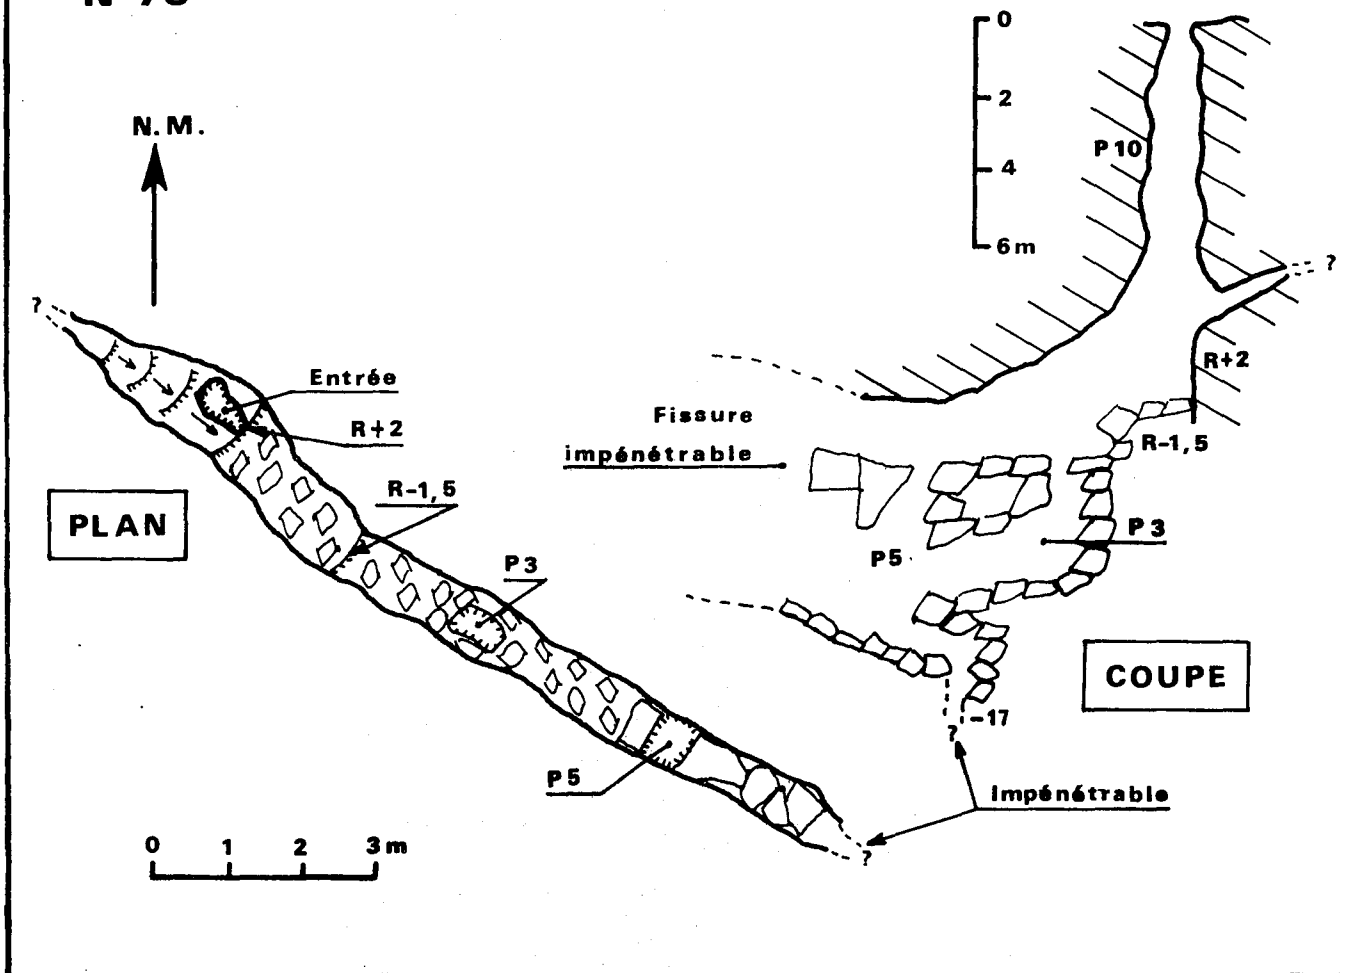 N.M.
?
Entrée
R+2
R-1,5
PLAN
P3
P5
0 1 2 3m
0
2
4
6m
P10
?
R+2
Fissure
impénétrable
R-1,5
P3
P5
COUPE
-17
?
Impénétrable
?